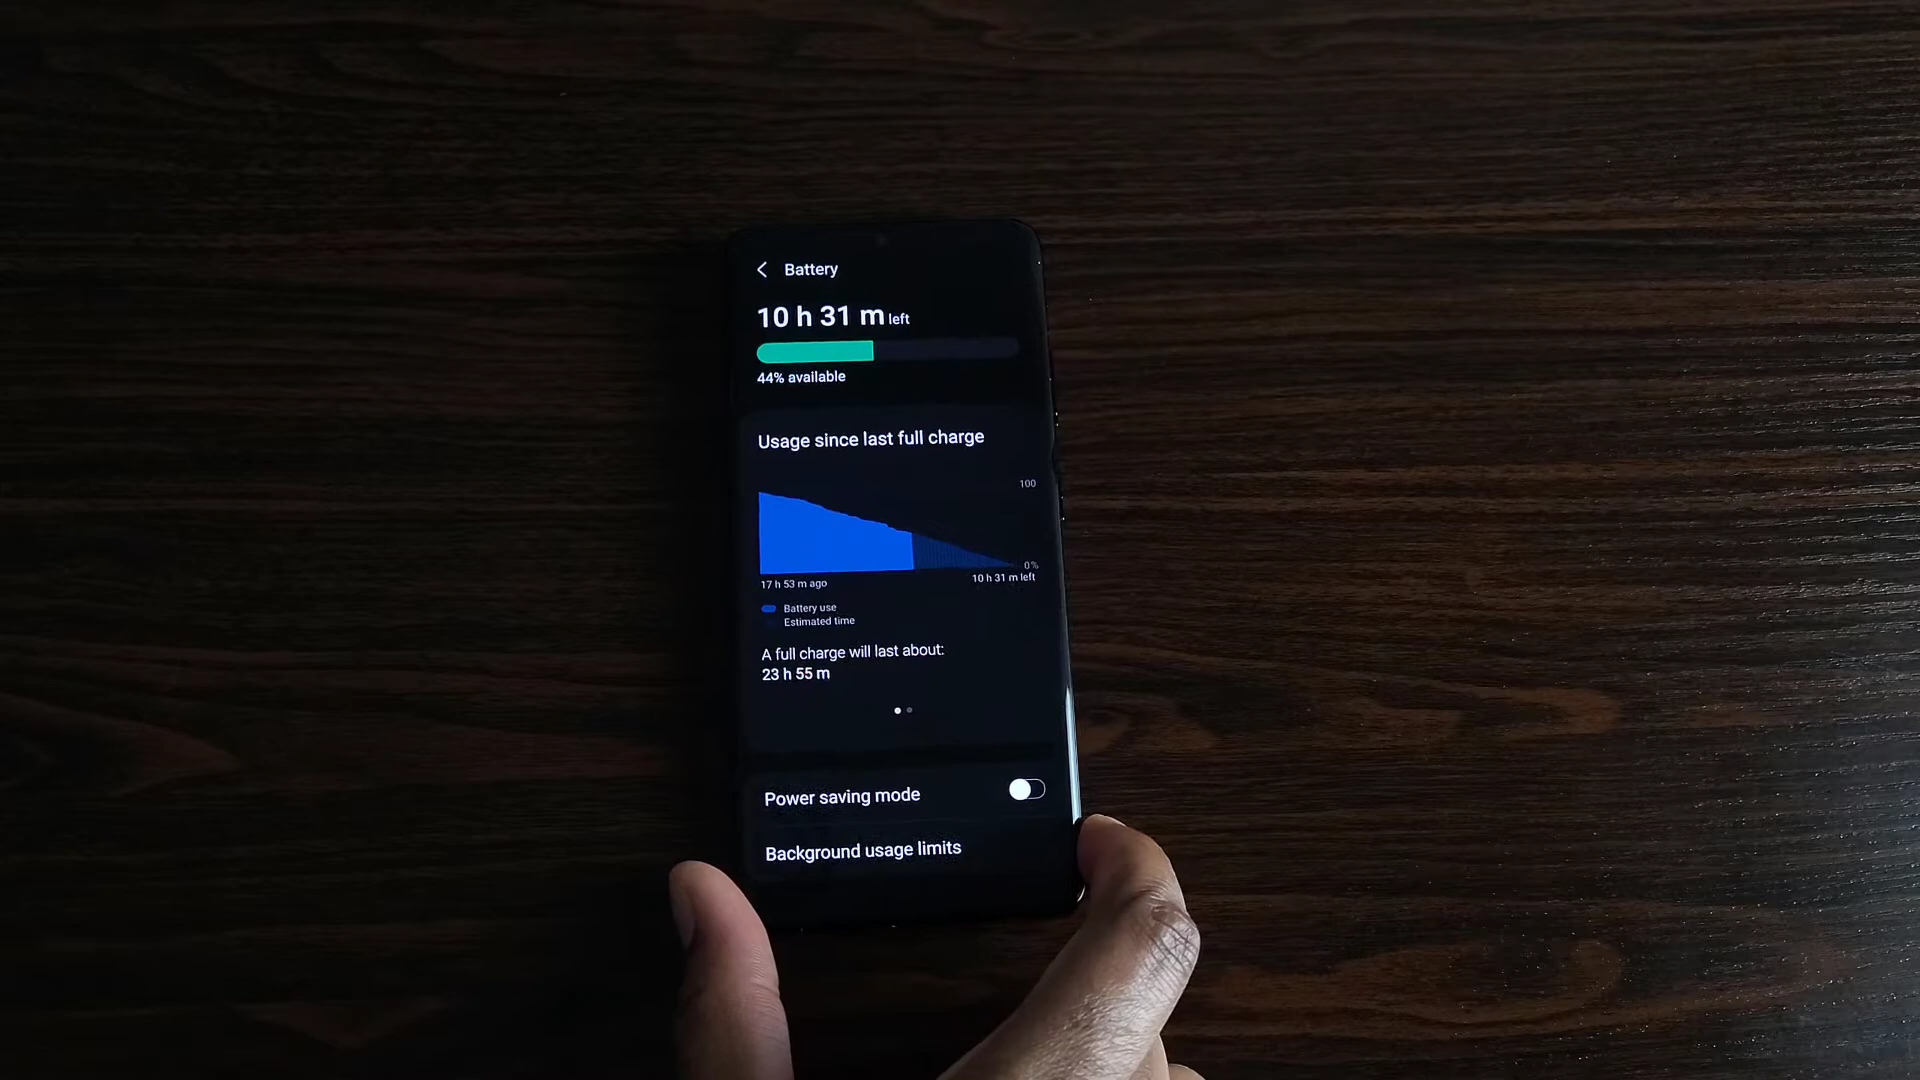 Battery
10 h 31 m left
44% available
Usage since last full charge
100
0%
17 h 53 m ago
10 h 31 m left
Battery use
Estimated time
A full charge will last about:
23 h 55 m
Power saving mode
Background usage limits